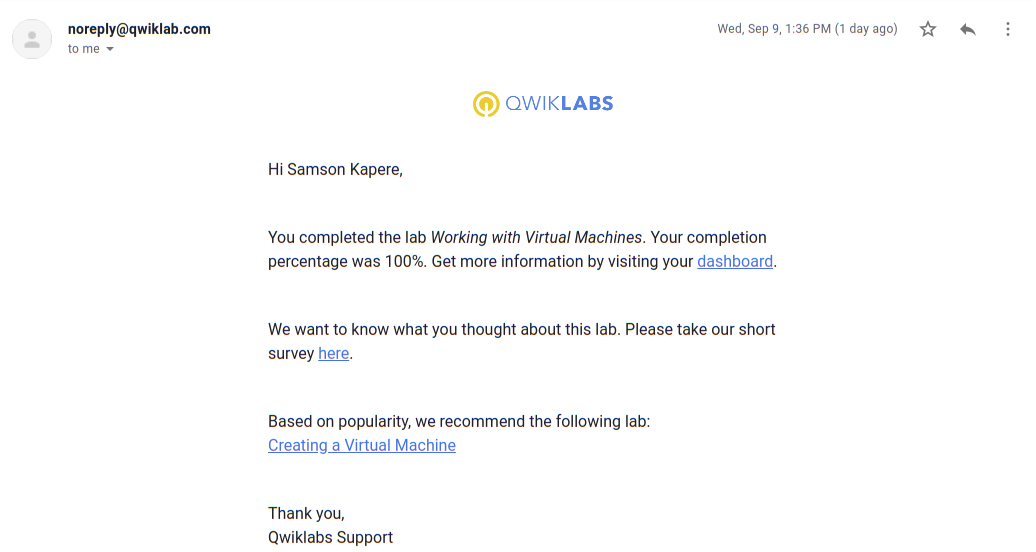 noreply@qwiklab.com
Wed, Sep 9, 1:36 PM (1 day ago)
to me
QWIKLABS
Hi Samson Kapere,
You completed the lab Working with Virtual Machines. Your completion
percentage was 100%. Get more information by visiting your dashboard.
We want to know what you thought about this lab. Please take our short
survey here.
Based on popularity, we recommend the following lab:
Creating a Virtual Machine
Thank you,
Qwiklabs Support